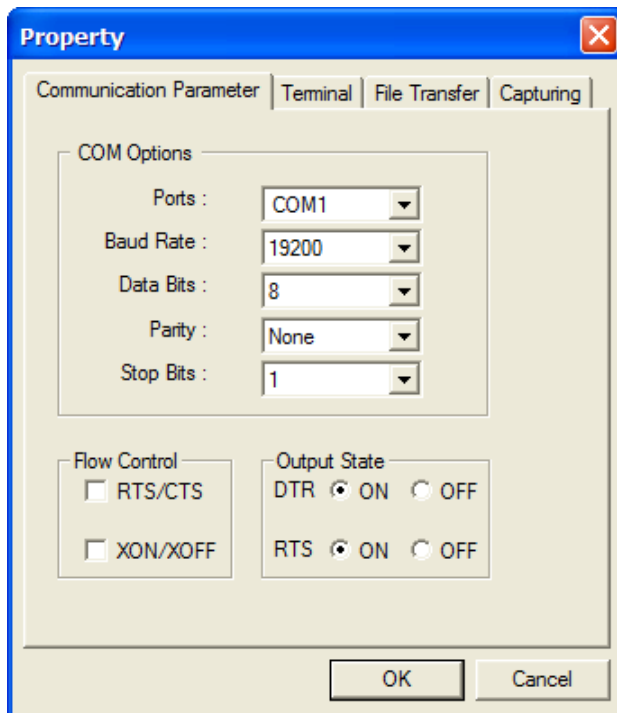 Property
Communication Parameter Terminal File Transfer Capturing
COM Options
Ports : COM1
Baud Rate : 19200
Data Bits : 8
Parity : None
Stop Bits : 1
Flow Control
RTS/CTS
XON/XOFF
Output State
DTR ON OFF
RTS ON OFF
OK Cancel